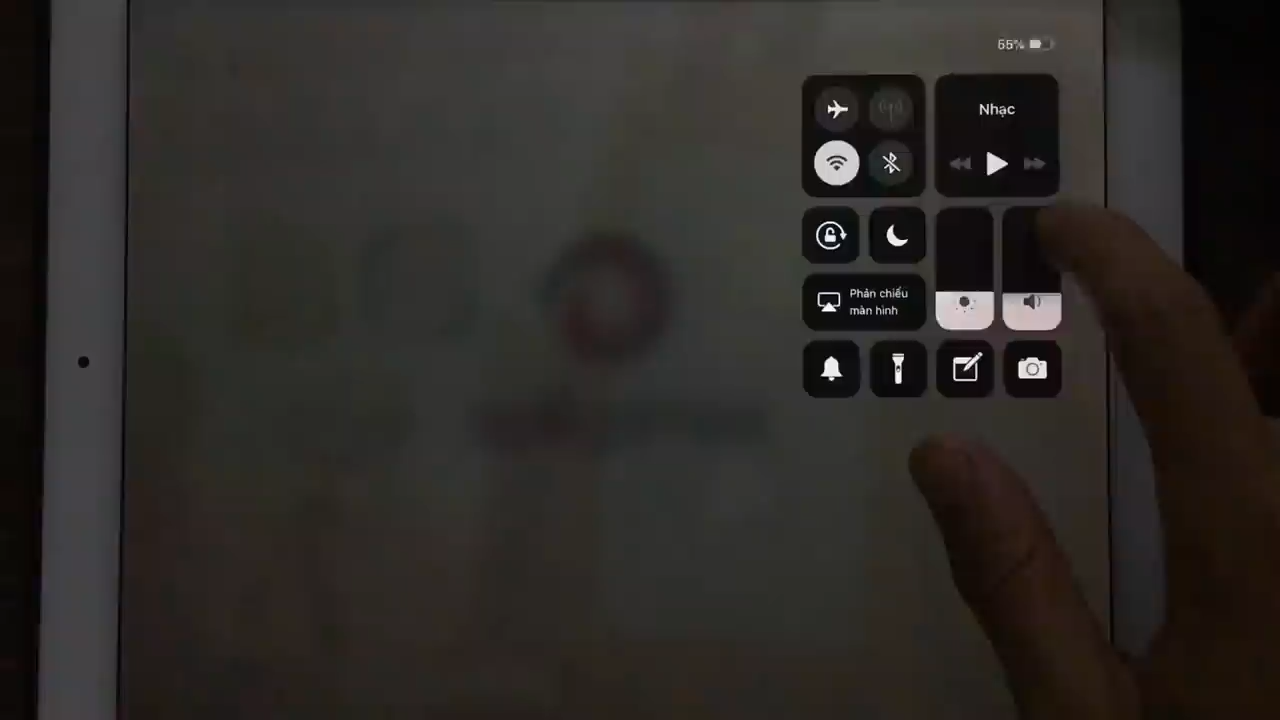 55%
Nhạc
Phản chiếu
màn hình